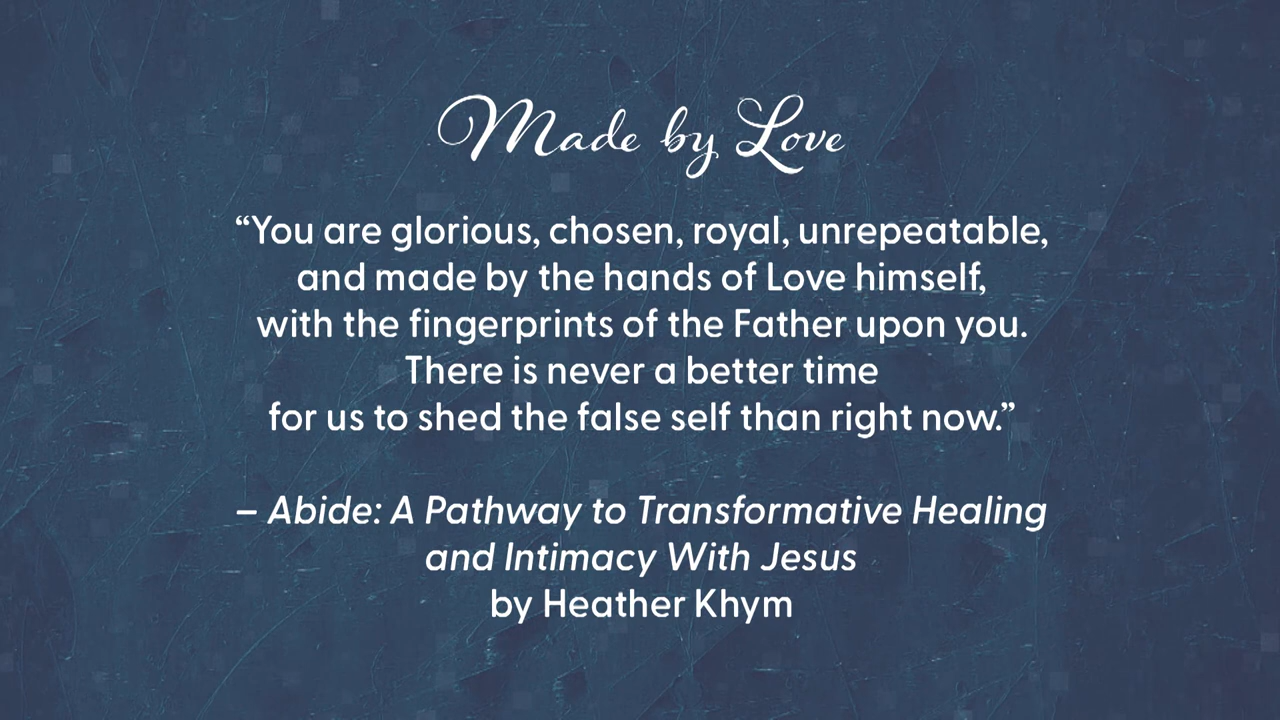 Made by Love
“You are glorious, chosen, royal, unrepeatable,
and made by the hands of Love himself,
with the fingerprints of the Father upon you.
There is never a better time
for us to shed the false self than right now.”
– Abide: A Pathway to Transformative Healing
and Intimacy With Jesus
by Heather Khym